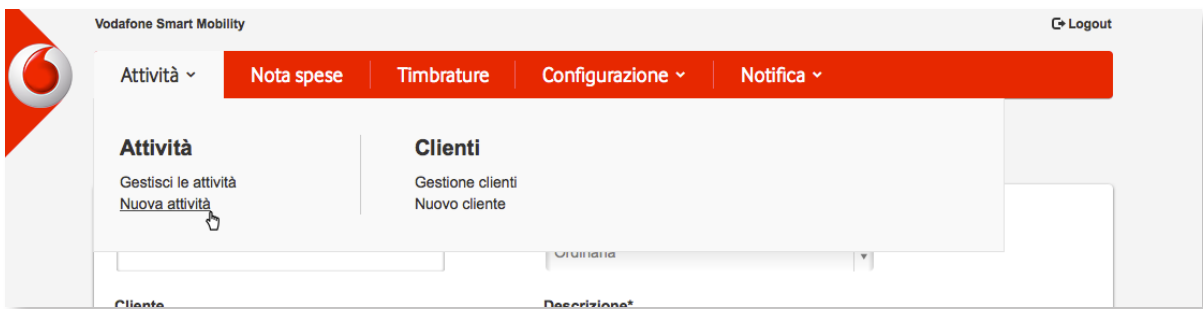 Vodafone Smart Mobility
Logout
Attività Nota spese Timbrature Configurazione Notifica
Attività
Gestisci le attività
Nuova attività
Clienti
Gestione clienti
Nuovo cliente
Ordinaria
Cliente
Descrizione*